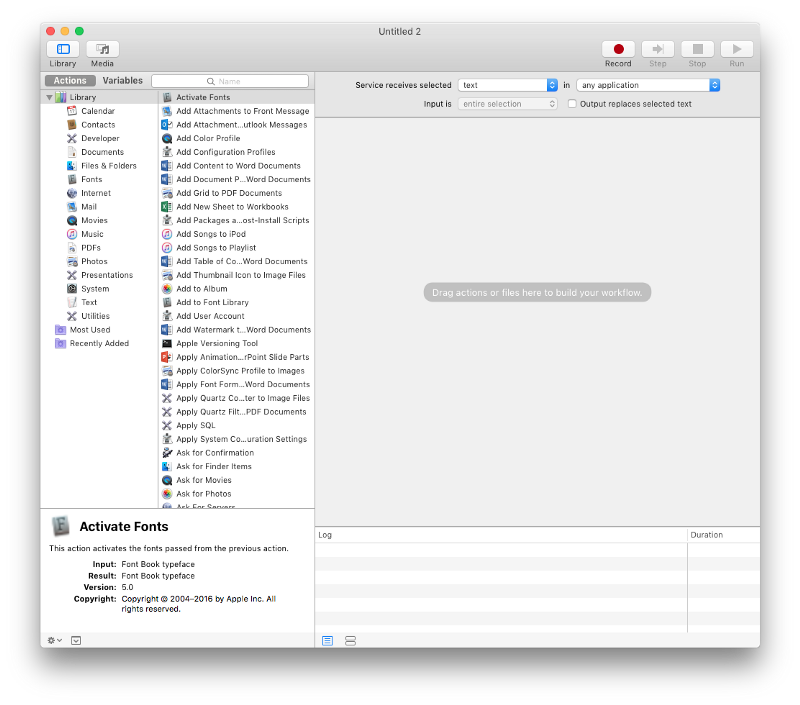 Untitled 2
Library
Media
Record
Step
Stop
Run
Actions
Variables
Name
Library
Calendar
Contacts
Developer
Documents
Files & Folders
Fonts
Internet
Mail
Movies
Music
PDFs
Photos
Presentations
System
Text
Utilities
Most Used
Recently Added
Activate Fonts
Add Attachments to Front Message
Add Attachment...utlook Messages
Add Color Profile
Add Configuration Profiles
Add Content to Word Documents
Add Document P...Word Documents
Add Grid to PDF Documents
Add New Sheet to Workbooks
Add Packages a...ost-Install Scripts
Add Songs to iPod
Add Songs to Playlist
Add Table of Co...Word Documents
Add Thumbnail Icon to Image Files
Add to Album
Add to Font Library
Add User Account
Add Watermark t...Word Documents
Apple Versioning Tool
Apply Animation...rPoint Slide Parts
Apply ColorSync Profile to Images
Apply Font Form...Word Documents
Apply Quartz Co...ter to Image Files
Apply Quartz Filt...PDF Documents
Apply SQL
Apply System Co...uration Settings
Ask for Confirmation
Ask for Finder Items
Ask for Movies
Ask for Photos
Ask For Servers
Service receives selected text in any application
Input is entire selection Output replaces selected text
Drag actions or files here to build your workflow.
Activate Fonts
This action activates the fonts passed from the previous action.
Input: Font Book typeface
Result: Font Book typeface
Version: 5.0
Copyright: Copyright © 2004–2016 by Apple Inc. All
rights reserved.
Log
Duration